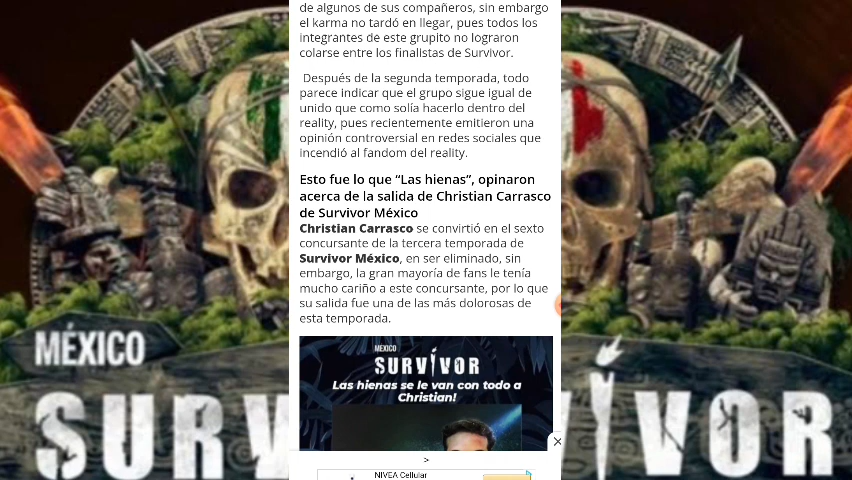 de algunos de sus compañeros, sin embargo
el karma no tardó en llegar, pues todos los
integrantes de este grupito no lograron
colarse entre los finalistas de Survivor.
Después de la segunda temporada, todo
parece indicar que el grupo sigue igual de
unido que como solía hacerlo dentro del
reality, pues recientemente emitieron una
opinión controversial en redes sociales que
incendió al fandom del reality.
Esto fue lo que “Las hienas”, opinaron
acerca de la salida de Christian Carrasco
de Survivor México
Christian Carrasco se convirtió en el sexto
concursante de la tercera temporada de
Survivor México, en ser eliminado, sin
embargo, la gran mayoría de fans le tenía
mucho cariño a este concursante, por lo que
su salida fue una de las más dolorosas de
esta temporada.
MÉXICO
SURVIVOR
Las hienas se le van con todo a
Christian!
>
NIVEA Cellular
MÉXICO
SURV
IVOR